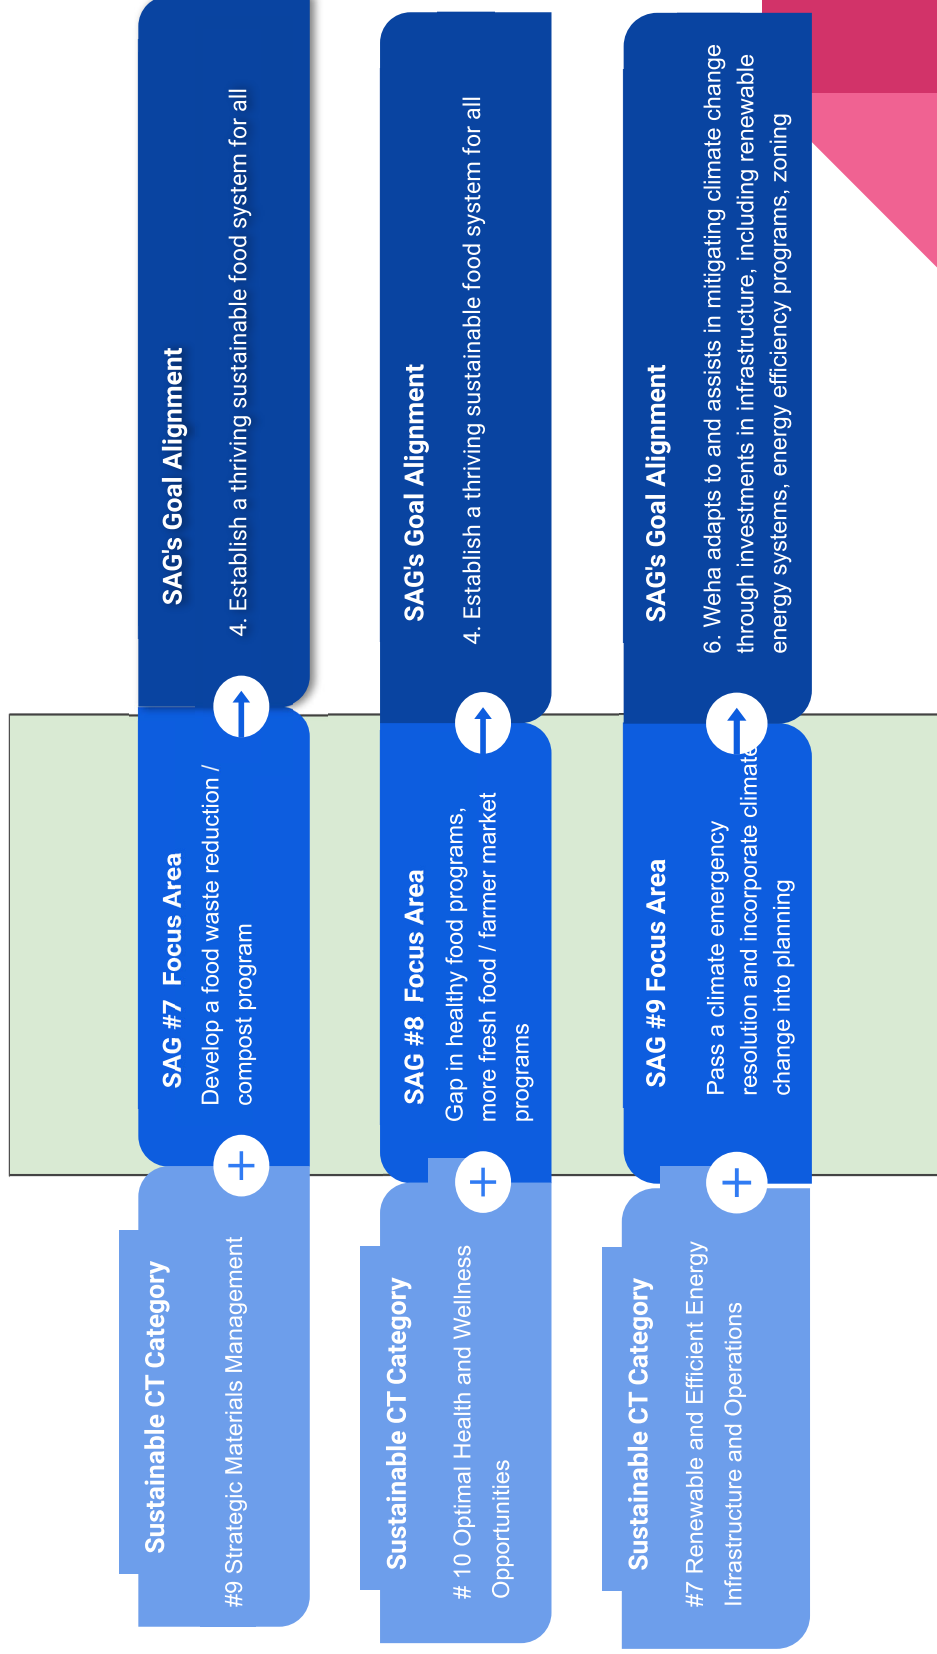 Sustainable CT Category
#9 Strategic Materials Management
SAG #7  Focus Area
Develop a food waste reduction /
compost program
SAG's Goal Alignment
4. Establish a thriving sustainable food system for all
Sustainable CT Category
# 10 Optimal Health and Wellness
Opportunities
SAG #8  Focus Area
Gap in healthy food programs,
more fresh food / farmer market
programs
SAG's Goal Alignment
4. Establish a thriving sustainable food system for all
Sustainable CT Category
#7 Renewable and Efficient Energy
Infrastructure and Operations
SAG #9 Focus Area
Pass a climate emergency
resolution and incorporate climate
change into planning
SAG's Goal Alignment
6. Weha adapts to and assists in mitigating climate change
through investments in infrastructure, including renewable
energy systems, energy efficiency programs, zoning